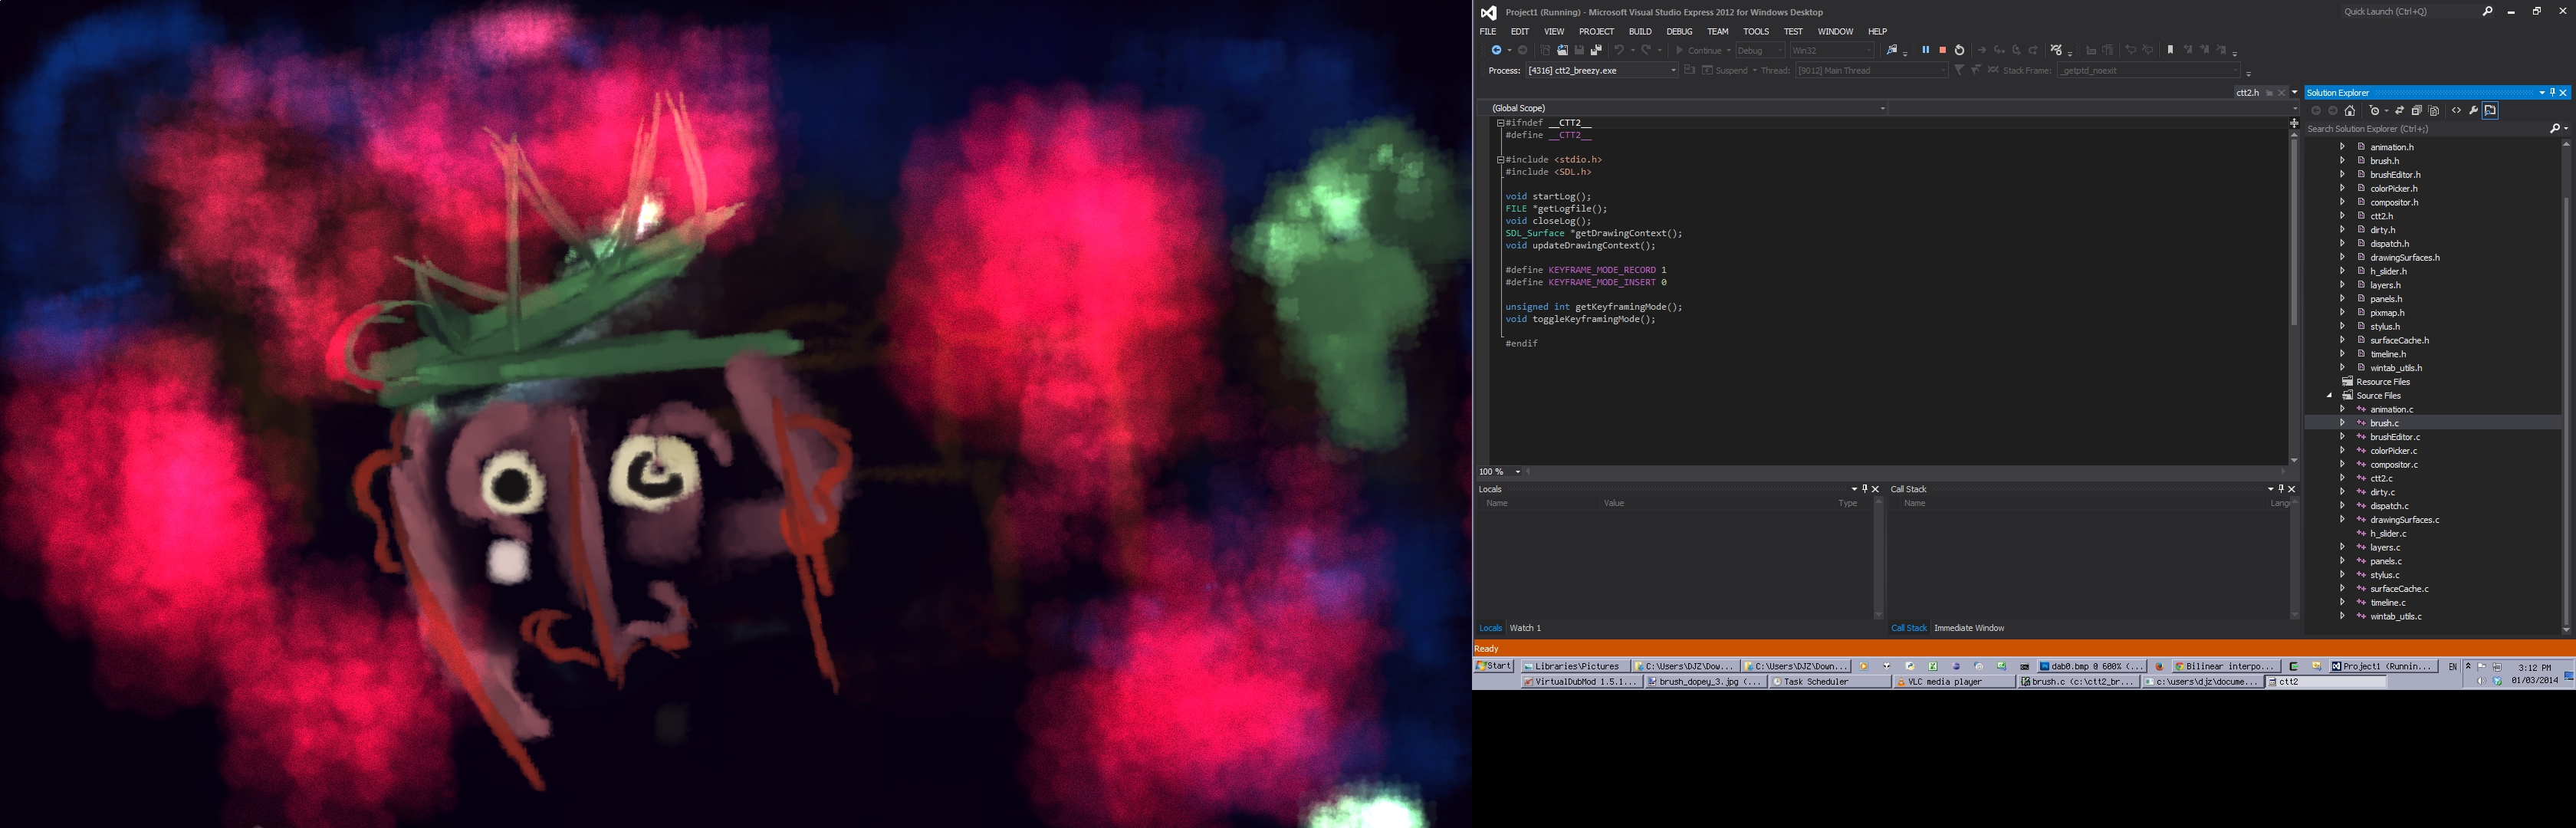 Project1 (Running) - Microsoft Visual Studio Express 2012 for Windows Desktop
Quick Launch (Ctrl+Q)
FILE EDIT VIEW PROJECT BUILD DEBUG TEAM TOOLS TEST WINDOW HELP
Continue Debug Win32
Process: [4316] ctt2_breezy.exe Suspend Thread: [9012] Main Thread Stack Frame: _getptd_noexit
ctt2.h
(Global Scope)
#ifndef __CTT2__
#define __CTT2__
#include <stdio.h>
#include <SDL.h>
void startLog();
FILE *getLogfile();
void closeLog();
SDL_Surface *getDrawingContext();
void updateDrawingContext();
#define KEYFRAME_MODE_RECORD 1
#define KEYFRAME_MODE_INSERT 0
unsigned int getKeyframingMode();
void toggleKeyframingMode();
#endif
100 %
Solution Explorer
Search Solution Explorer (Ctrl+;)
animation.h
brush.h
brushEditor.h
colorPicker.h
compositor.h
ctt2.h
dirty.h
dispatch.h
drawingSurfaces.h
h_slider.h
layers.h
panels.h
pixmap.h
stylus.h
surfaceCache.h
timeline.h
wintab_utils.h
Resource Files
Source Files
animation.c
brush.c
brushEditor.c
colorPicker.c
compositor.c
ctt2.c
dirty.c
dispatch.c
drawingSurfaces.c
h_slider.c
layers.c
panels.c
stylus.c
surfaceCache.c
timeline.c
wintab_utils.c
Locals
Name Value Type
Locals Watch 1
Call Stack
Name Langu
Call Stack Immediate Window
Ready
Start Libraries\Pictures C:\Users\DJZ\Dow... C:\Users\DJZ\Down... dab0.bmp @ 600% (... Bilinear interpo... Project1 (Runnin... EN 3:12 PM
VirtualDubMod 1.5.1... brush_dopey_3.jpg (... Task Scheduler VLC media player brush.c (c:\ctt2_br... c:\users\djz\docume... ctt2 01/03/2014